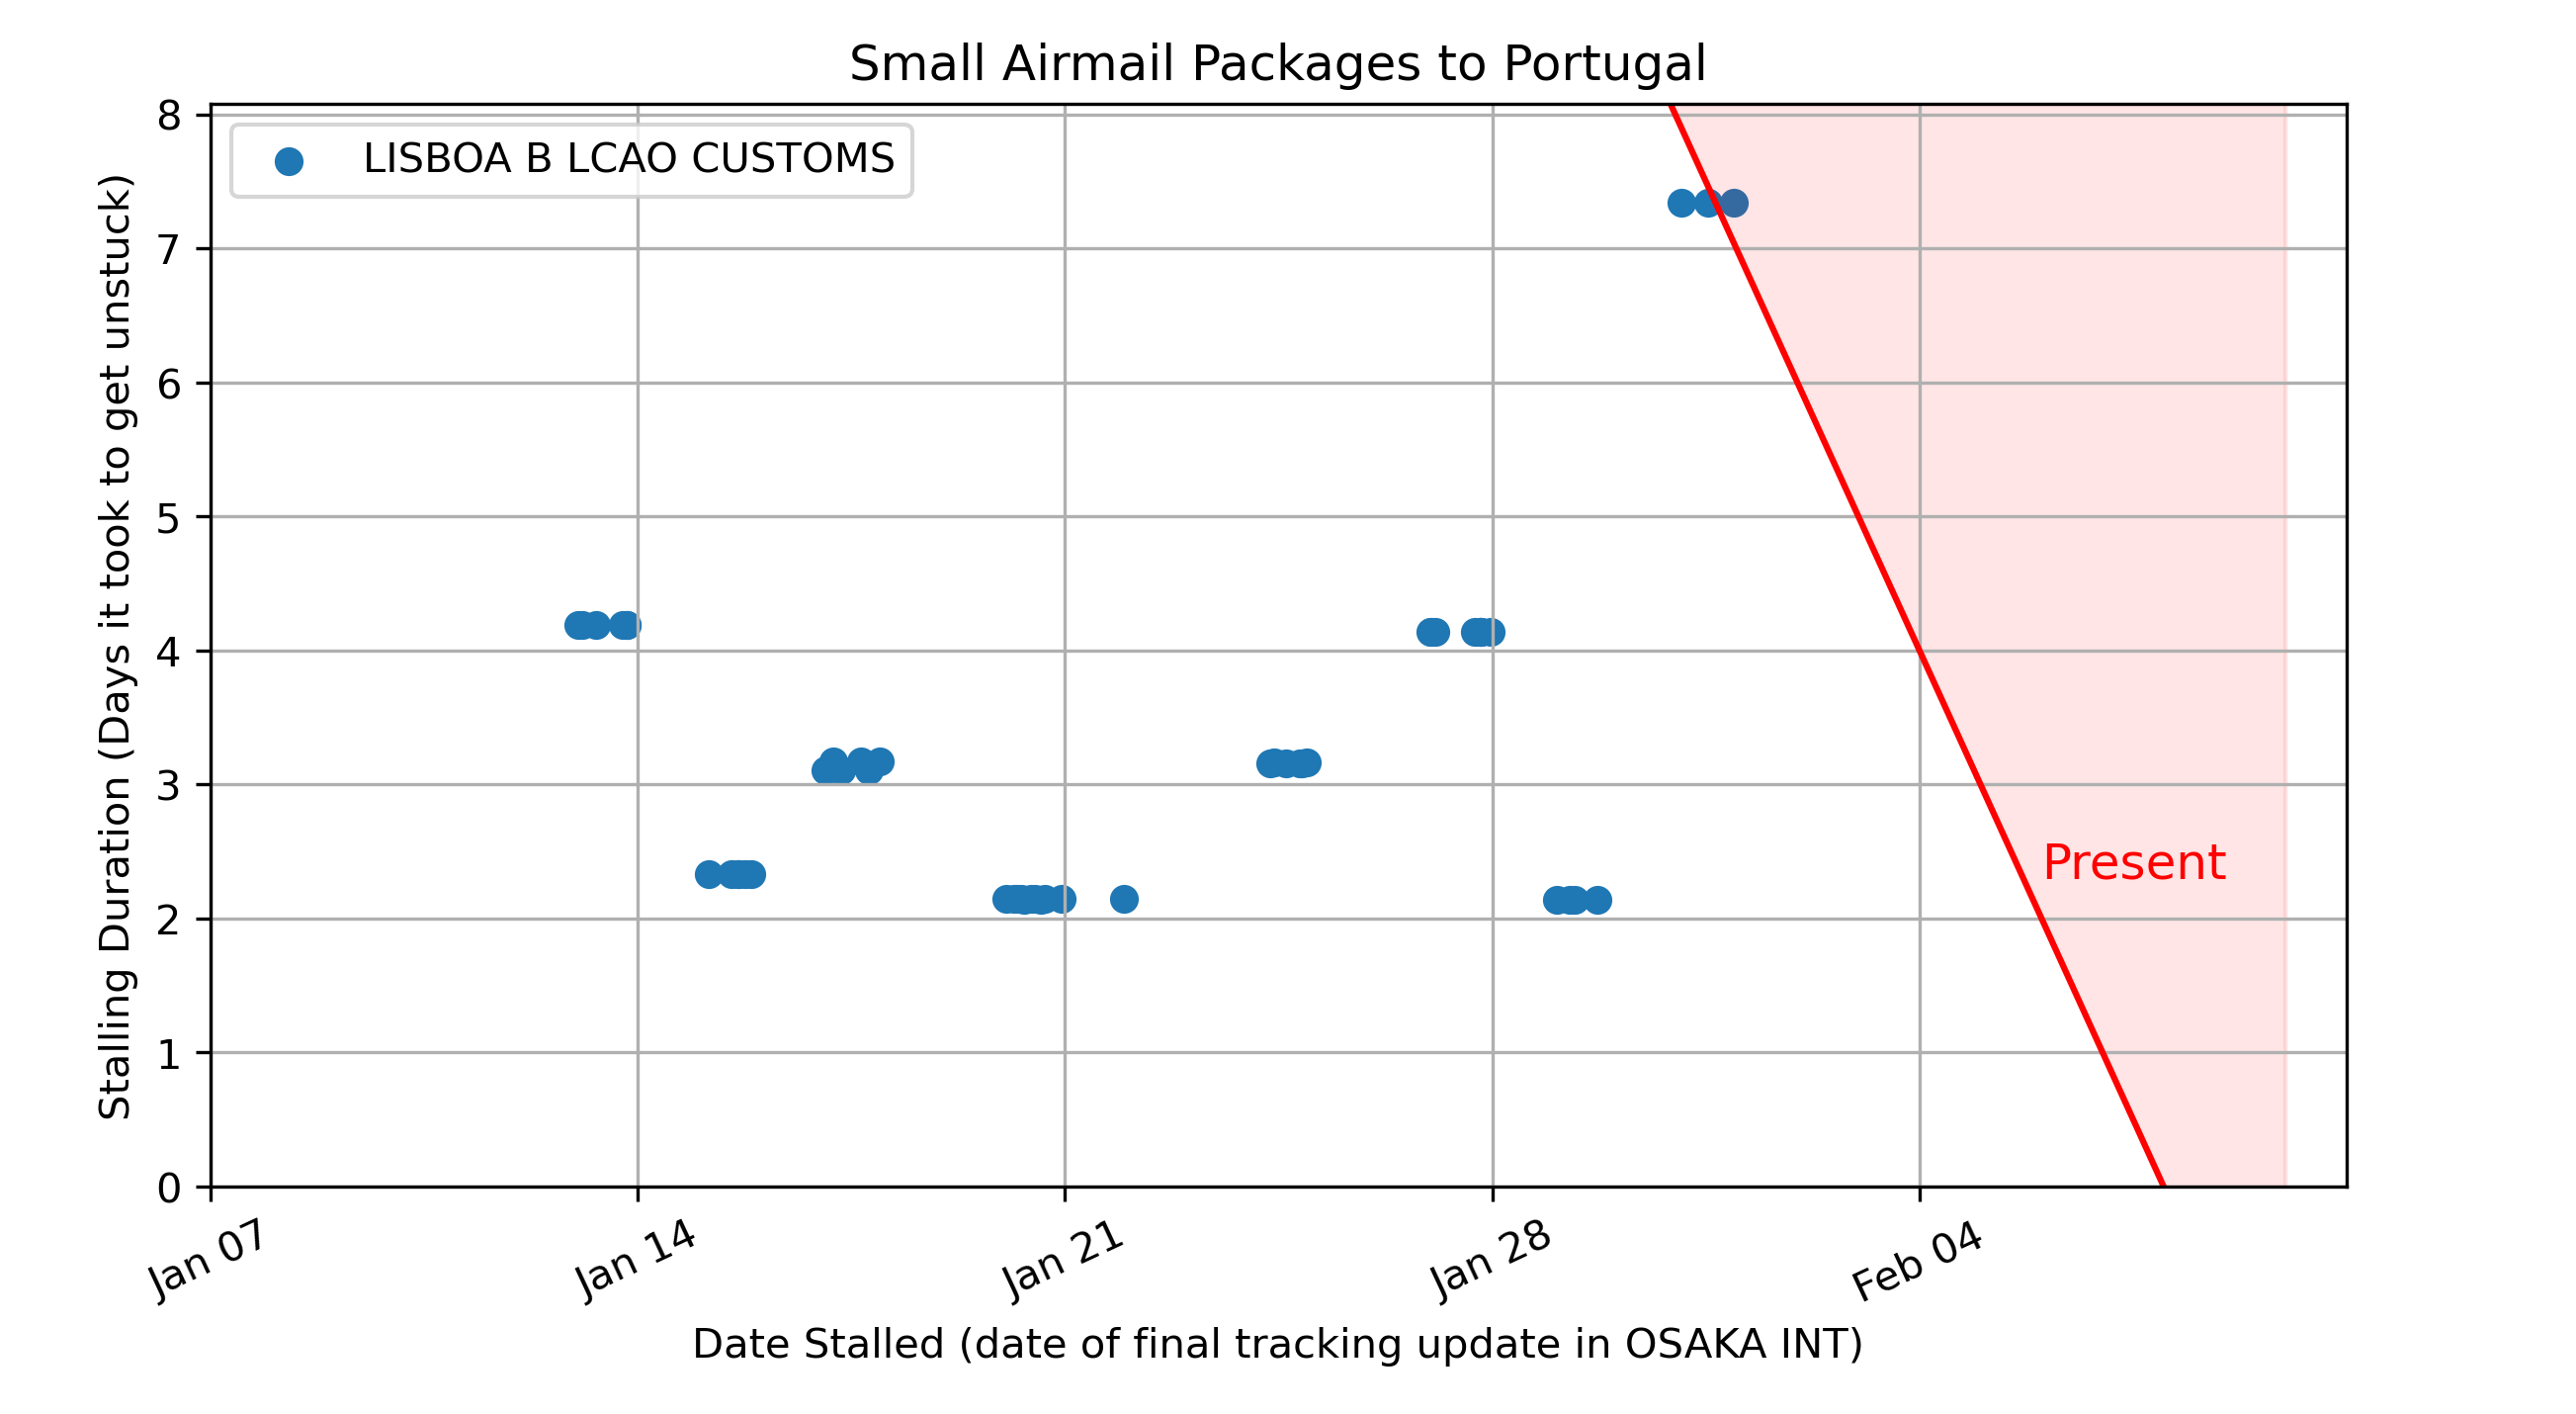 Small Airmail Packages to Portugal
LISBOA B LCAO CUSTOMS
Stalling Duration (Days it took to get unstuck)
8
7
6
5
4
3
2
1
0
Present
Jan 07
Jan 14
Jan 21
Jan 28
Feb 04
Date Stalled (date of final tracking update in OSAKA INT)